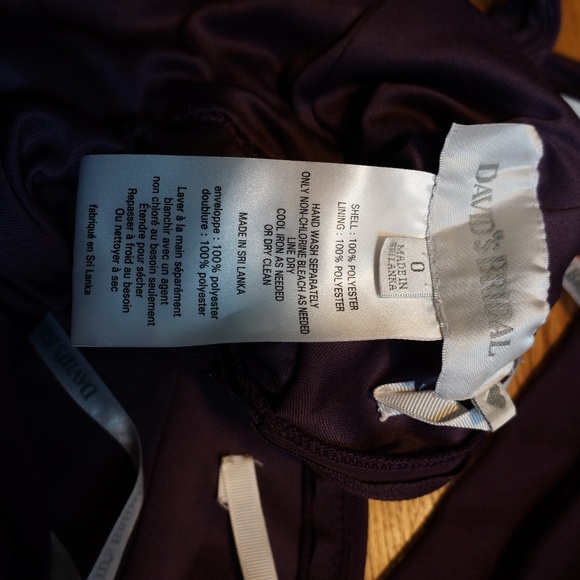 DAVID'S BRIDAL
0
MADE IN
SRI LANKA
SHELL : 100% POLYESTER
LINING : 100% POLYESTER
HAND WASH SEPARATELY
ONLY NON-CHLORINE BLEACH AS NEEDED
LINE DRY
COOL IRON AS NEEDED
OR DRY CLEAN
MADE IN SRI LANKA
enveloppe : 100% polyester
doublure : 100% polyester
Laver à la main séparément
blanchir avec un agent
non chloré au besoin seulement
Étendre pour sécher
Repasser à froid au besoin
Ou nettoyer à sec
fabriqué en Sri Lanka
DAVID'S